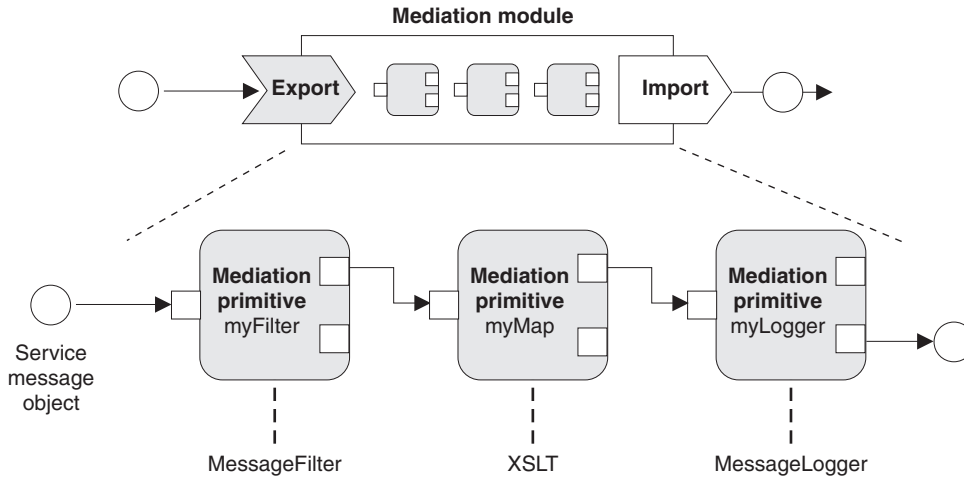 Mediation module
Export
Import
Mediation
primitive
myFilter
Mediation
primitive
myMap
Mediation
primitive
myLogger
Service
message
object
MessageFilter
XSLT
MessageLogger